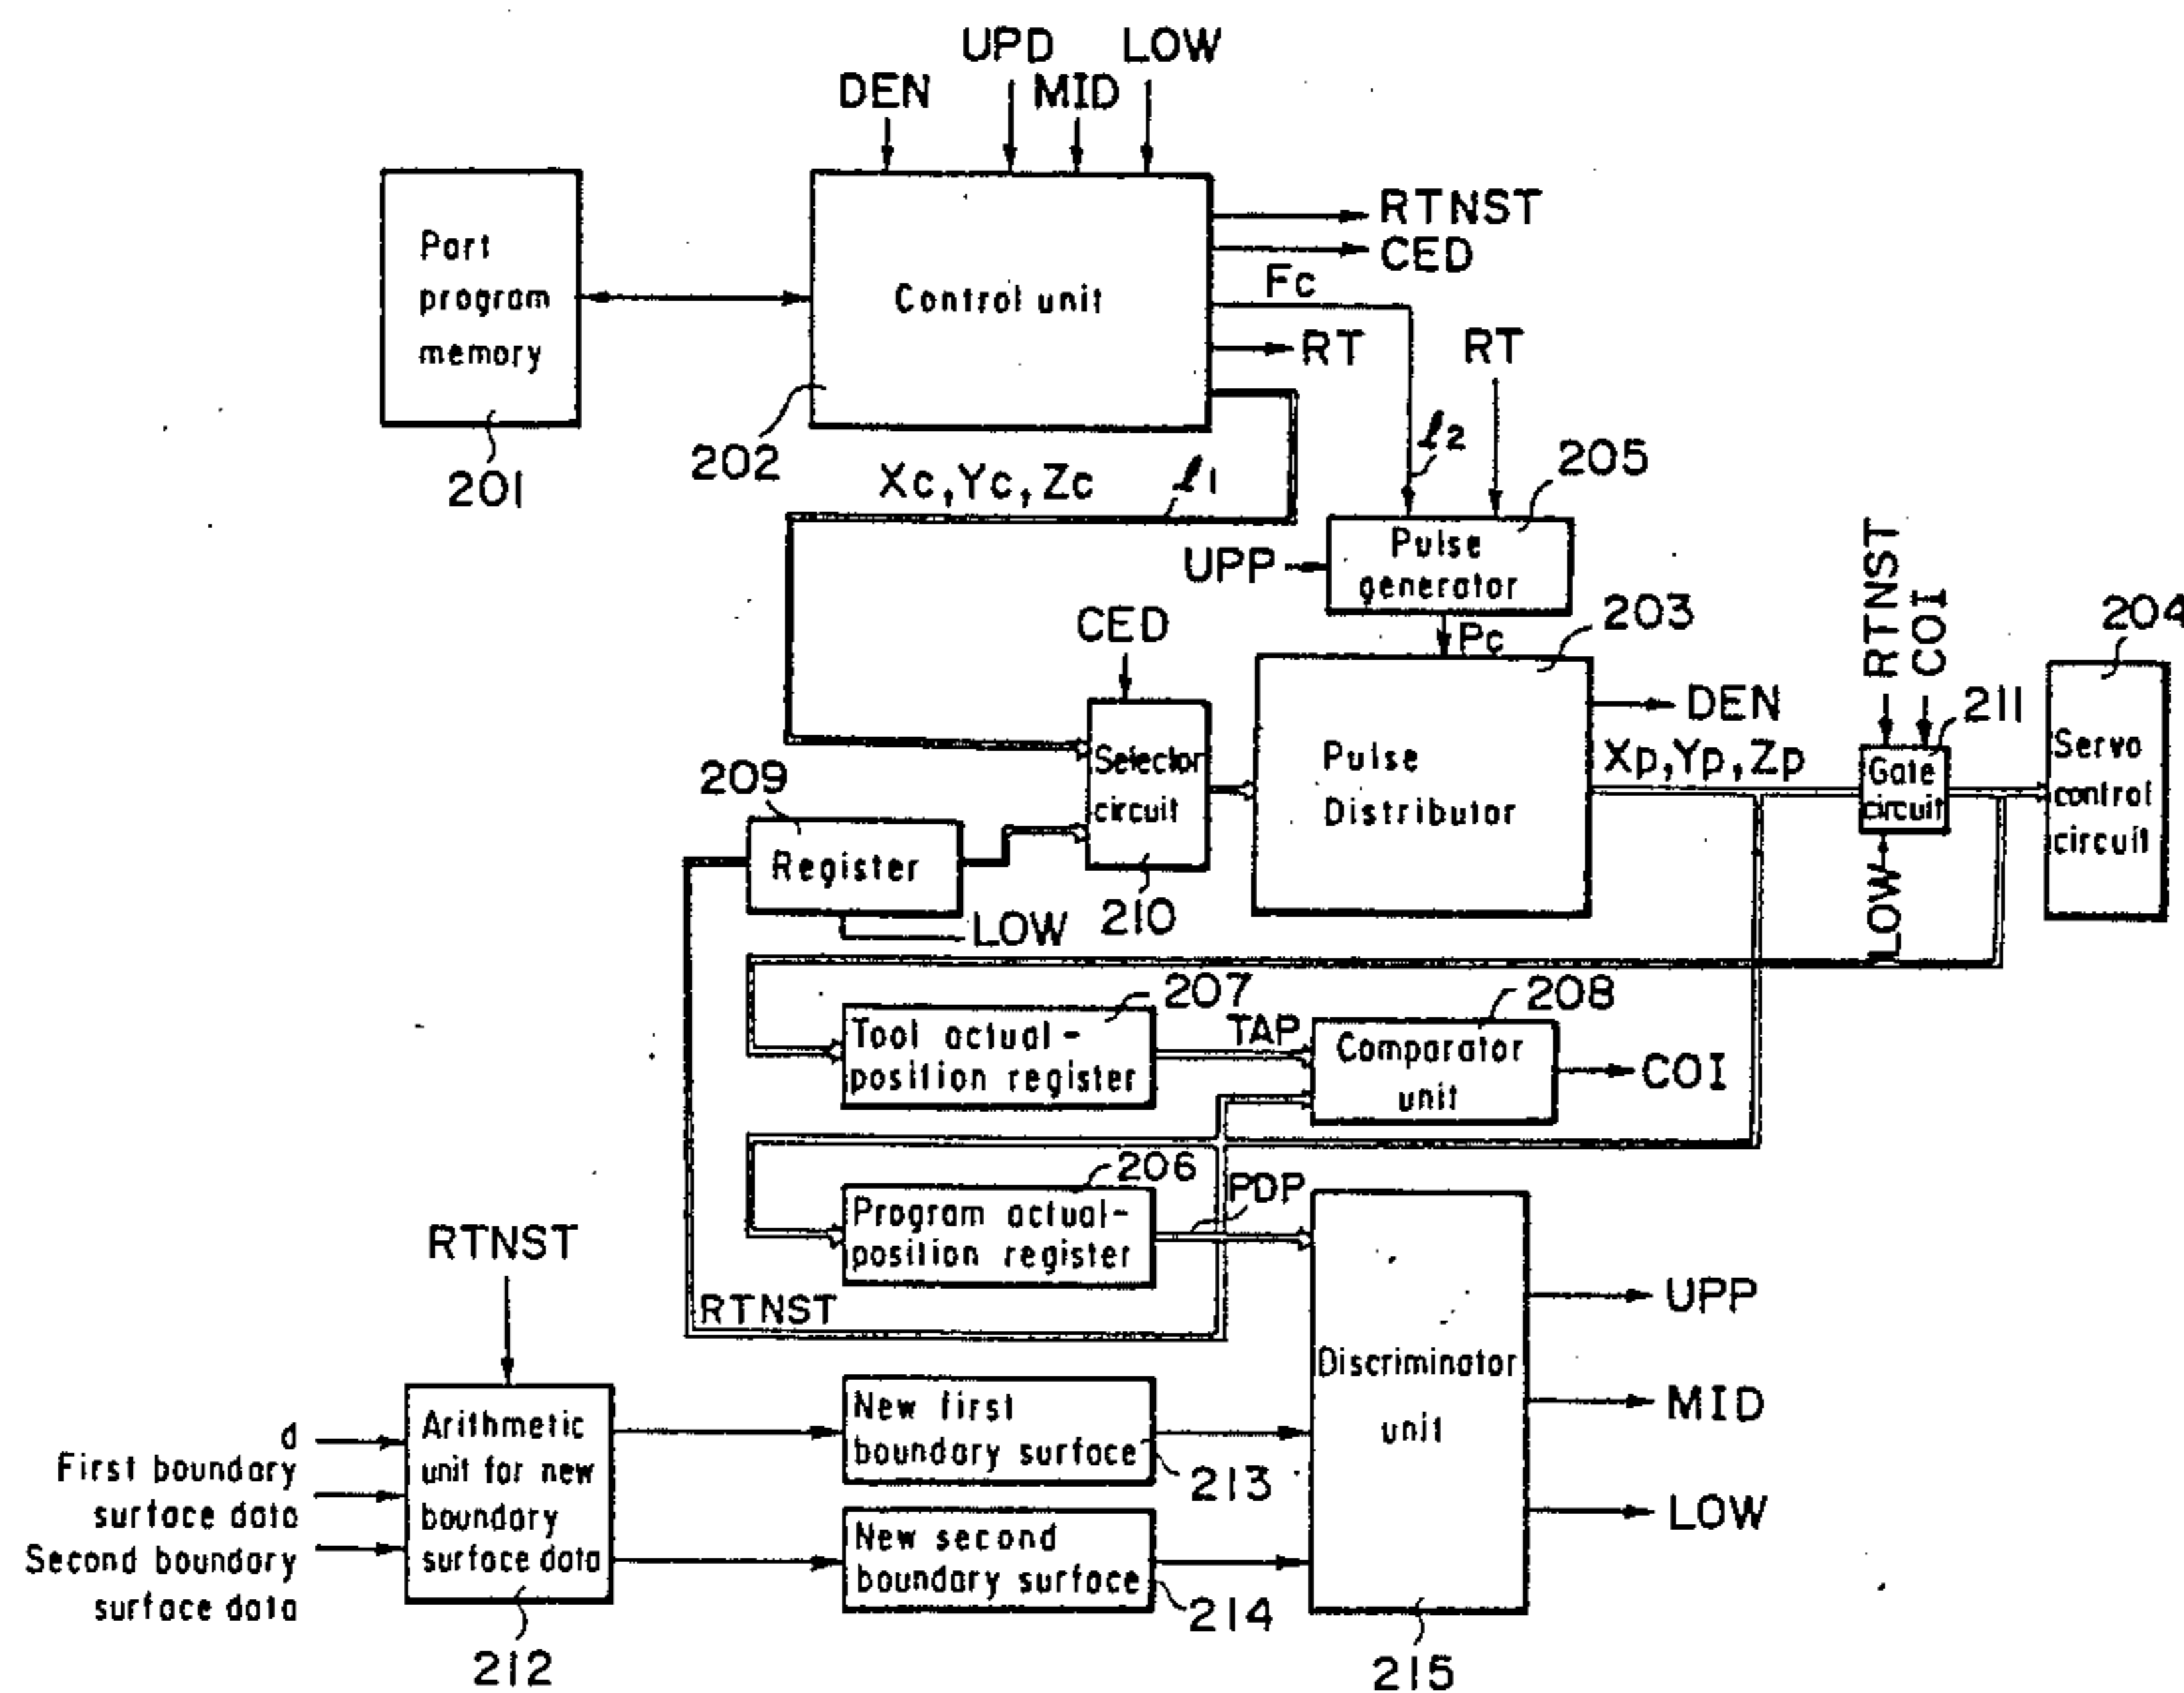 UPD LOW
DEN MID
RTNST
CED
Part
program
memory
Control unit
Fc
RT
RT
201
202
Xc,Yc,Zc
ℓ1
ℓ2
205
UPP
Pulse
generator
Pc
203
RTNST
COI
204
CED
DEN
211
Selector
circuit
Pulse
Distributor
Xp,Yp,Zp
Gate
circuit
Servo
control
circuit
209
Register
LOW
210
LOW
207
Tool actual-
position register
TAP
208
Comparator
unit
COI
206
Program actual-
position register
PDP
RTNST
RTNST
UPP
MID
LOW
Discriminator
unit
d
First boundary
surface data
Second boundary
surface data
Arithmetic
unit for new
boundary
surface data
New first
boundary surface
213
New second
boundary surface
214
212
215